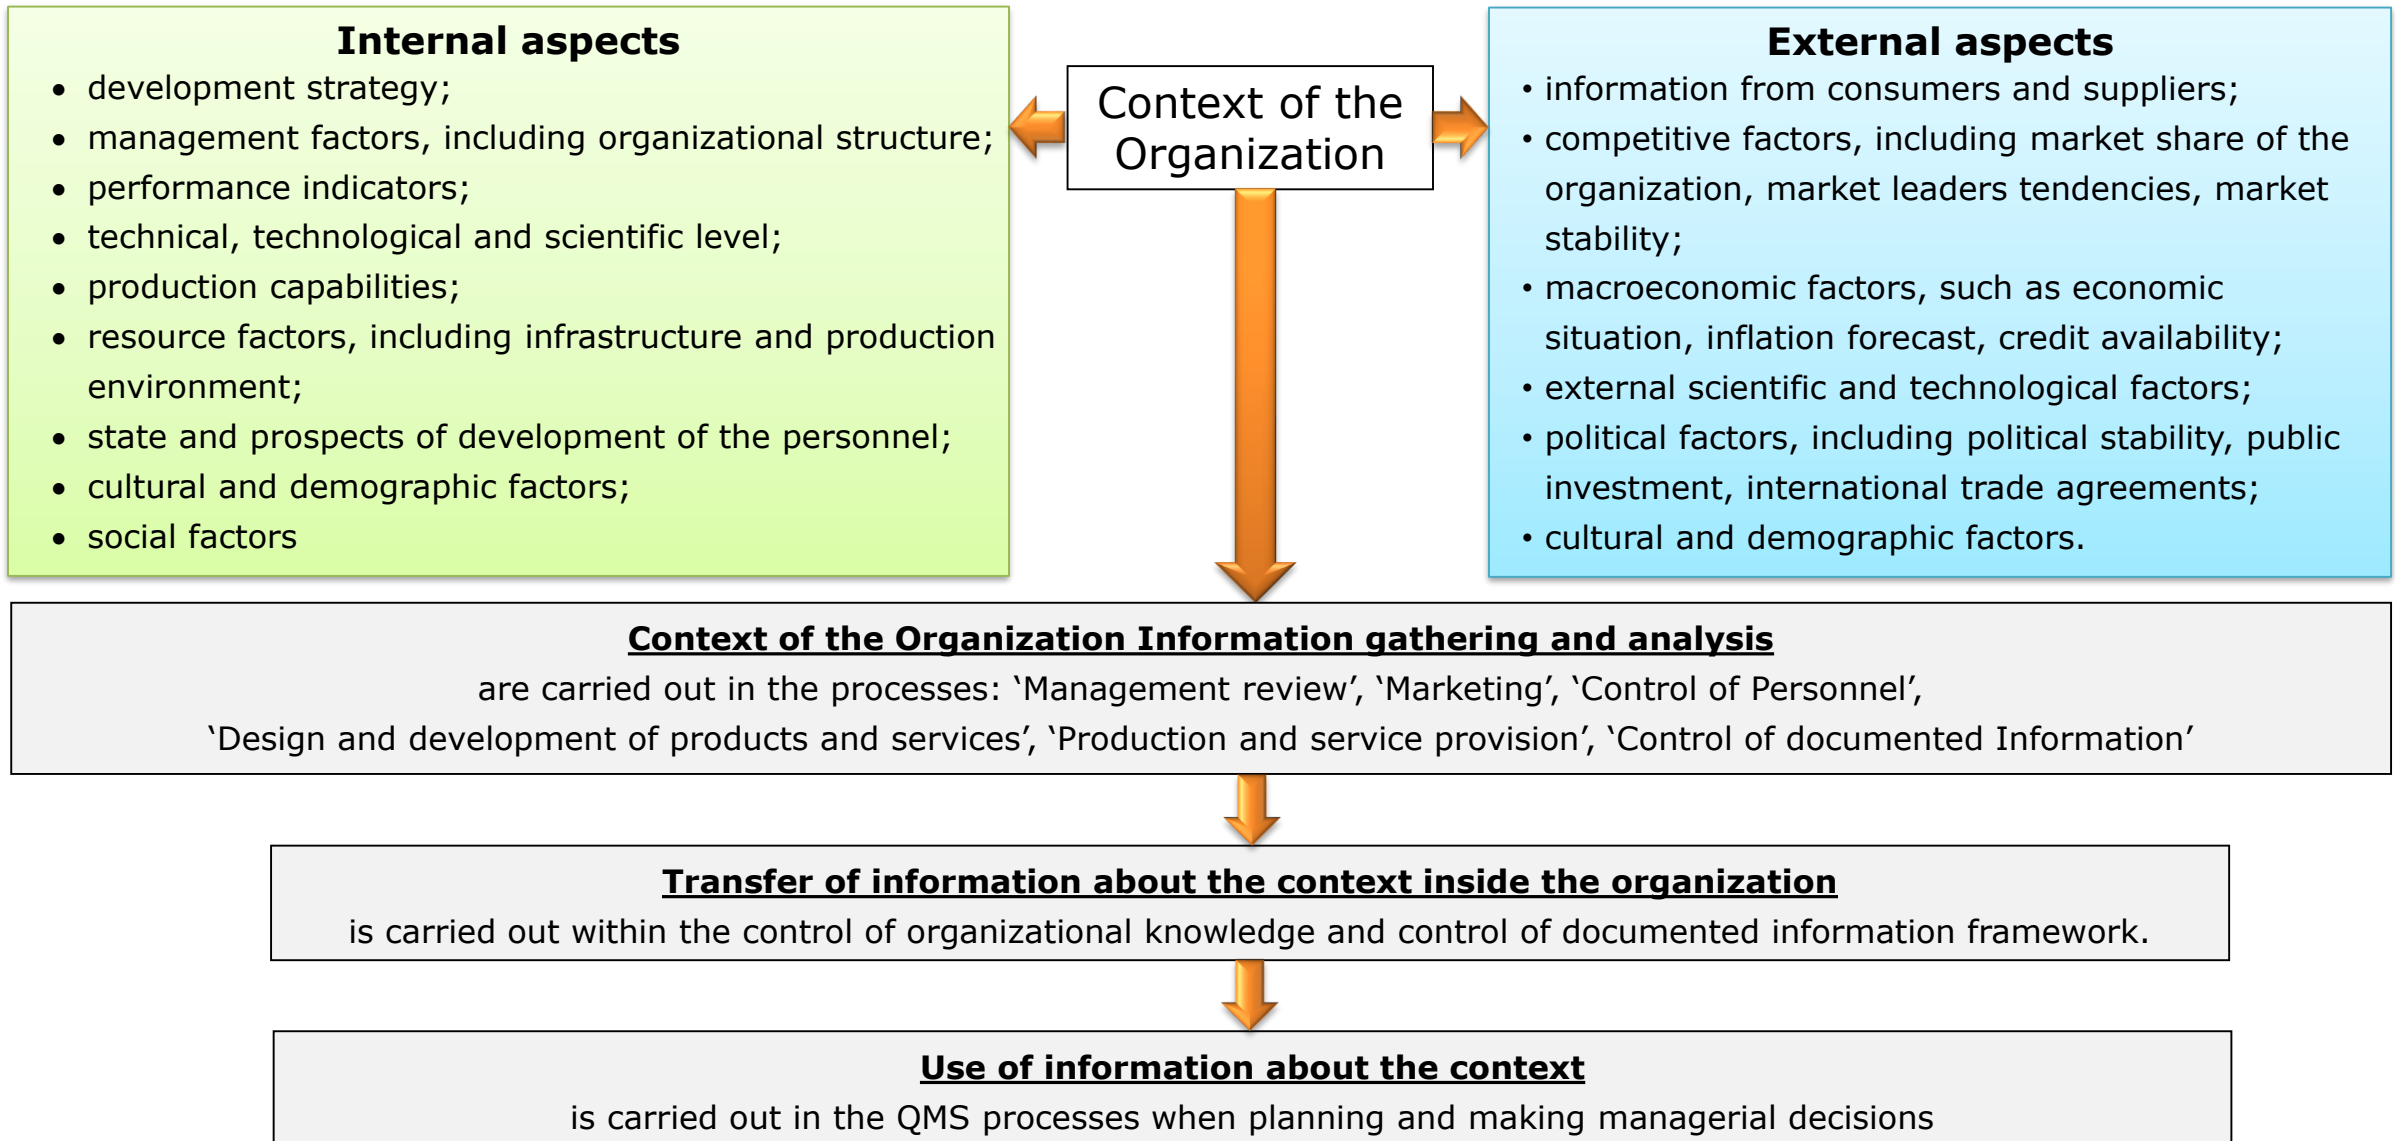 Internal aspects
• development strategy;
• management factors, including organizational structure;
• performance indicators;
• technical, technological and scientific level;
• production capabilities;
• resource factors, including infrastructure and production
environment;
• state and prospects of development of the personnel;
• cultural and demographic factors;
• social factors
Context of the
Organization
External aspects
• information from consumers and suppliers;
• competitive factors, including market share of the
organization, market leaders tendencies, market
stability;
• macroeconomic factors, such as economic
situation, inflation forecast, credit availability;
• external scientific and technological factors;
• political factors, including political stability, public
investment, international trade agreements;
• cultural and demographic factors.
Context of the Organization Information gathering and analysis
are carried out in the processes: ‘Management review’, ‘Marketing’, ‘Control of Personnel’,
‘Design and development of products and services’, ‘Production and service provision’, ‘Control of documented Information’
Transfer of information about the context inside the organization
is carried out within the control of organizational knowledge and control of documented information framework.
Use of information about the context
is carried out in the QMS processes when planning and making managerial decisions